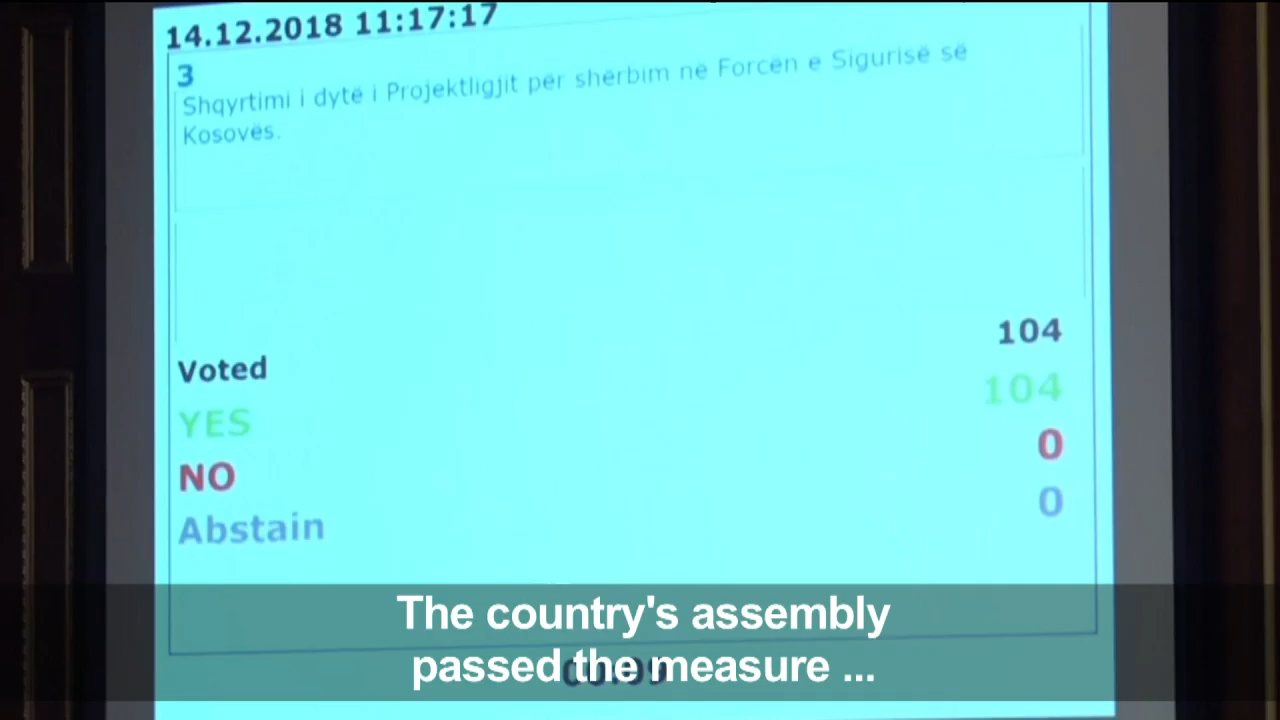 14.12.2018 11:17:17
3
Shqyrtimi i dytë i Projektligjit për shërbim në Forcën e Sigurisë së
Kosovës.
Voted 104
YES 104
NO 0
Abstain 0
The country's assembly
passed the measure ...